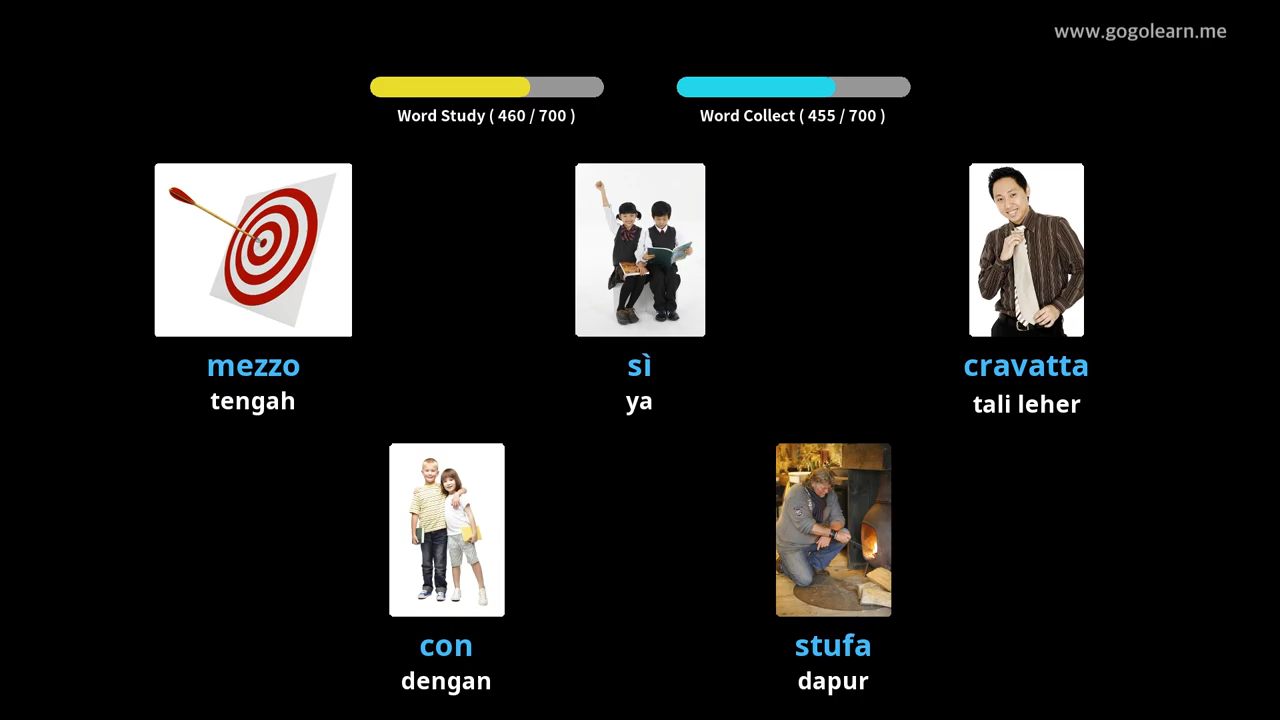 www.gogolearn.me
Word Study ( 460 / 700 )
Word Collect ( 455 / 700 )
mezzo
tengah
sì
ya
cravatta
tali leher
con
dengan
stufa
dapur